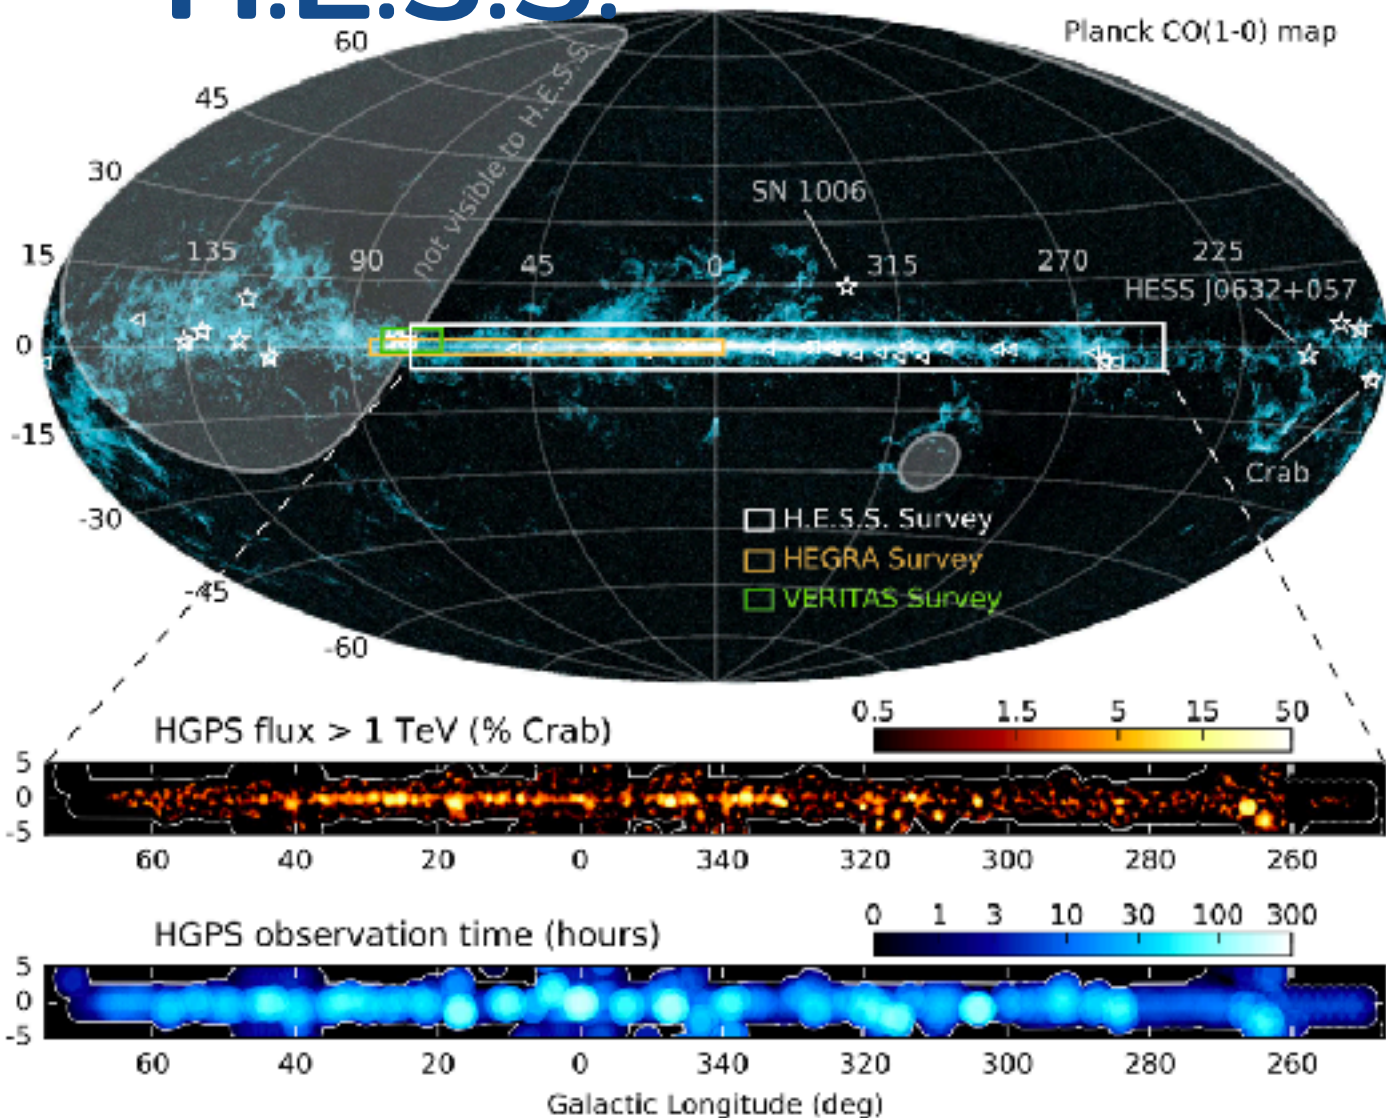 H.E.S.S.
Planck CO(1-0) map
60
45
30
15
0
-15
-30
-45
-60
not visible to H.E.S.S.
135
90
45
0
315
270
225
SN 1006
HESS J0632+057
Crab
H.E.S.S. Survey
HEGRA Survey
VERITAS Survey
HGPS flux > 1 TeV (% Crab)
0.5 1.5 5 15 50
5
0
-5
60 40 20 0 340 320 300 280 260
HGPS observation time (hours)
0 1 3 10 30 100 300
5
0
-5
60 40 20 0 340 320 300 280 260
Galactic Longitude (deg)